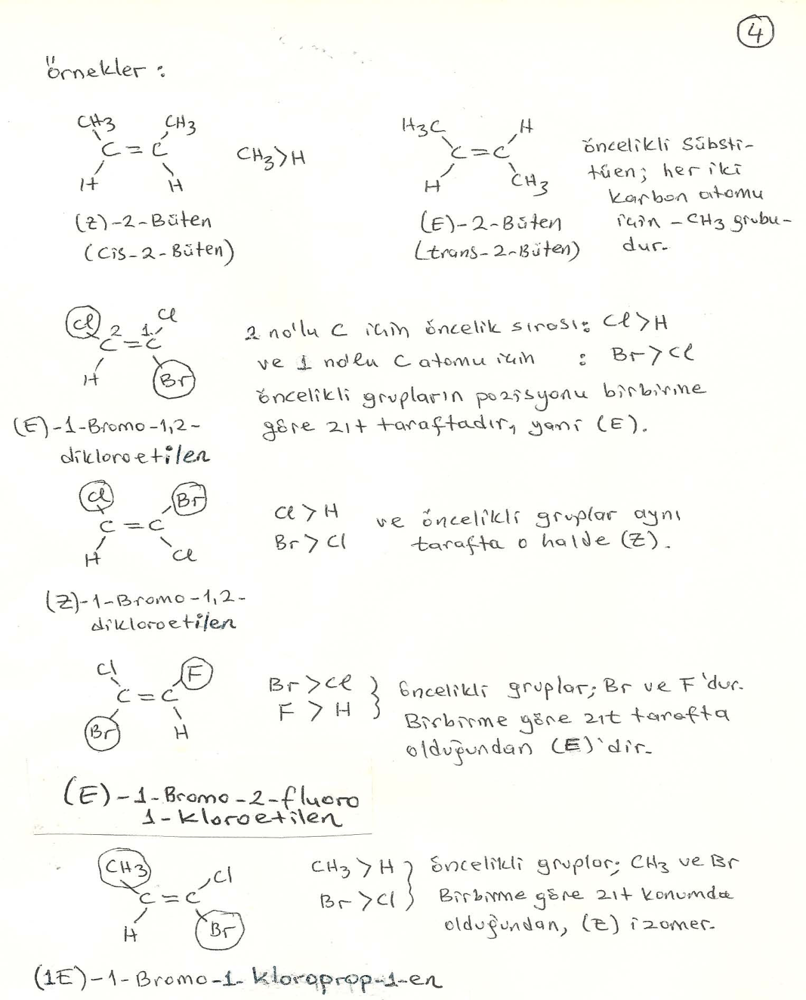 4
örnekler :
CH3 CH3
C = C
H H
CH3>H
(Z)-2-Büten
(Cis-2-Büten)
H3C H
C=C
H CH3
(E)-2-Büten
(trans-2-Büten)
öncelikli Sübsti-
tüen; her iki
karbon atomu
için -CH3 grubu-
dur.
Cl Cl
2 1
C=C
H Br
(E)-1-Bromo-1,2-
dikloroetilen
2 no'lu C için öncelik sırası: Cl>H
ve 1 no'lu C atomu için : Br>Cl
öncelikli grupların pozisyonu birbirine
göre zıt taraftadır, yani (E).
Cl Br
C=C
H Cl
(Z)-1-Bromo-1,2-
dikloroetilen
Cl>H
Br>Cl
ve öncelikli gruplar aynı
tarafta o halde (Z).
Cl F
C=C
Br H
Br>Cl
F>H
}
öncelikli gruplar; Br ve F'dur.
Birbirine göre zıt tarafta
olduğundan (E)'dir.
(E)-1-Bromo-2-fluoro
1-kloroetilen
CH3 Cl
C=C
H Br
CH3>H
Br>Cl
}
öncelikli gruplar; CH3 ve Br
Birbirine göre zıt konumda
olduğundan, (E) izomer.
(1E)-1-Bromo-1-kloroprop-1-en